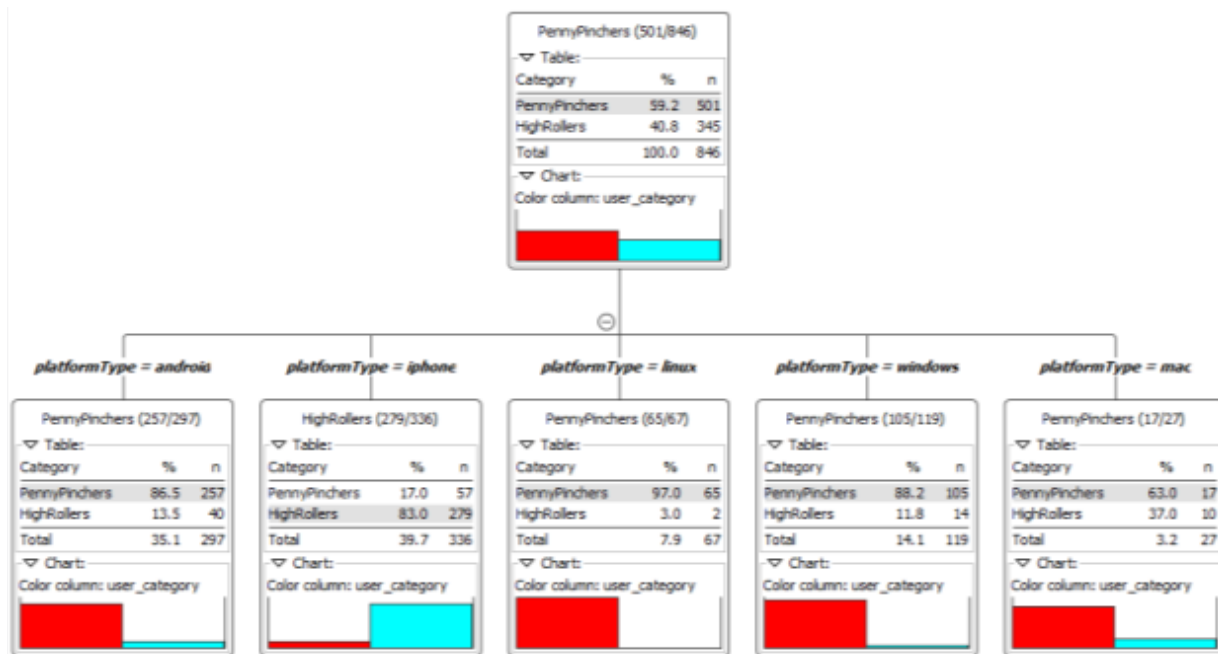 PennyPinchers (501/846)
Table:
Category % n
PennyPinchers 59.2 501
HighRollers 40.8 345
Total 100.0 846
Chart:
Color column: user_category
platformType = android
PennyPinchers (257/297)
Table:
Category % n
PennyPinchers 86.5 257
HighRollers 13.5 40
Total 35.1 297
Chart:
Color column: user_category
platformType = iphone
HighRollers (279/336)
Table:
Category % n
PennyPinchers 17.0 57
HighRollers 83.0 279
Total 39.7 336
Chart:
Color column: user_category
platformType = linux
PennyPinchers (65/67)
Table:
Category % n
PennyPinchers 97.0 65
HighRollers 3.0 2
Total 7.9 67
Chart:
Color column: user_category
platformType = windows
PennyPinchers (105/119)
Table:
Category % n
PennyPinchers 88.2 105
HighRollers 11.8 14
Total 14.1 119
Chart:
Color column: user_category
platformType = mac
PennyPinchers (17/27)
Table:
Category % n
PennyPinchers 63.0 17
HighRollers 37.0 10
Total 3.2 27
Chart:
Color column: user_category